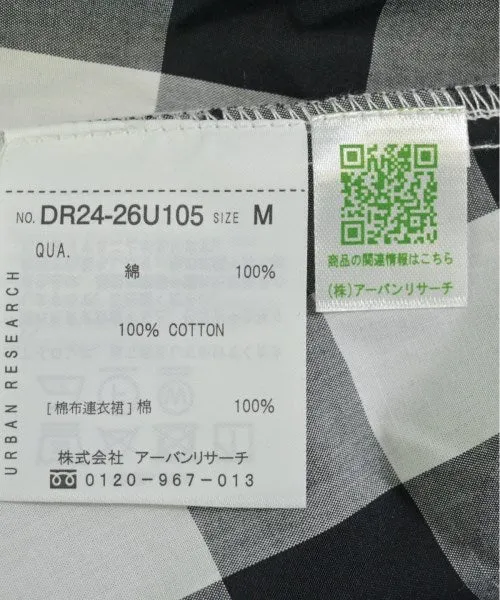 NO. DR24-26U105 SIZE M
QUA.
綿 100%
100% COTTON
[棉布連衣裙] 棉 100%
株式会社 アーバンリサーチ
0120-967-013
URBAN RESEARCH
商品の関連情報はこちら
(株)アーバンリサーチ